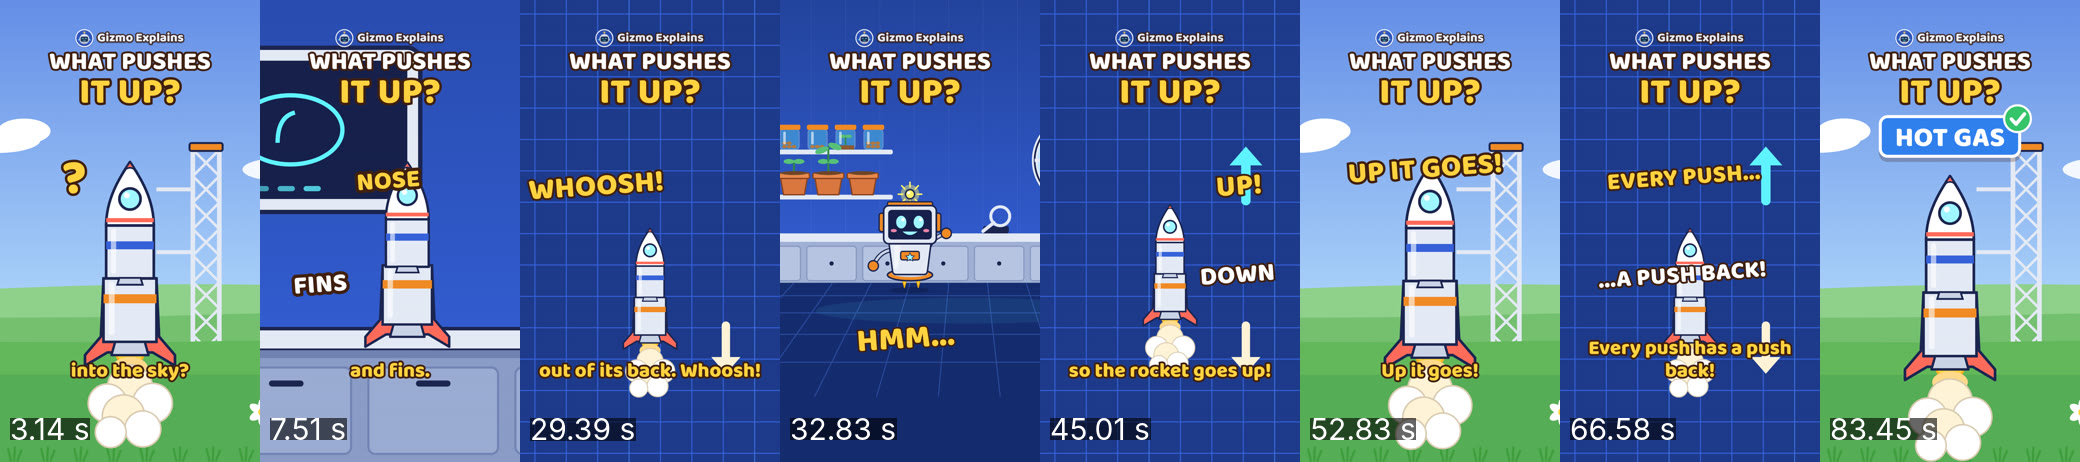 Gizmo Explains
WHAT PUSHES
IT UP?
?
into the sky?
3.14 s
Gizmo Explains
WHAT PUSHES
IT UP?
NOSE
FINS
and fins.
7.51 s
Gizmo Explains
WHAT PUSHES
IT UP?
WHOOSH!
out of its back. Whoosh!
29.39 s
Gizmo Explains
WHAT PUSHES
IT UP?
HMM...
32.83 s
Gizmo Explains
WHAT PUSHES
IT UP?
UP!
DOWN
so the rocket goes up!
45.01 s
Gizmo Explains
WHAT PUSHES
IT UP?
UP IT GOES!
Up it goes!
52.83 s
Gizmo Explains
WHAT PUSHES
IT UP?
EVERY PUSH...
...A PUSH BACK!
Every push has a push
back!
66.58 s
Gizmo Explains
WHAT PUSHES
IT UP?
HOT GAS
83.45 s